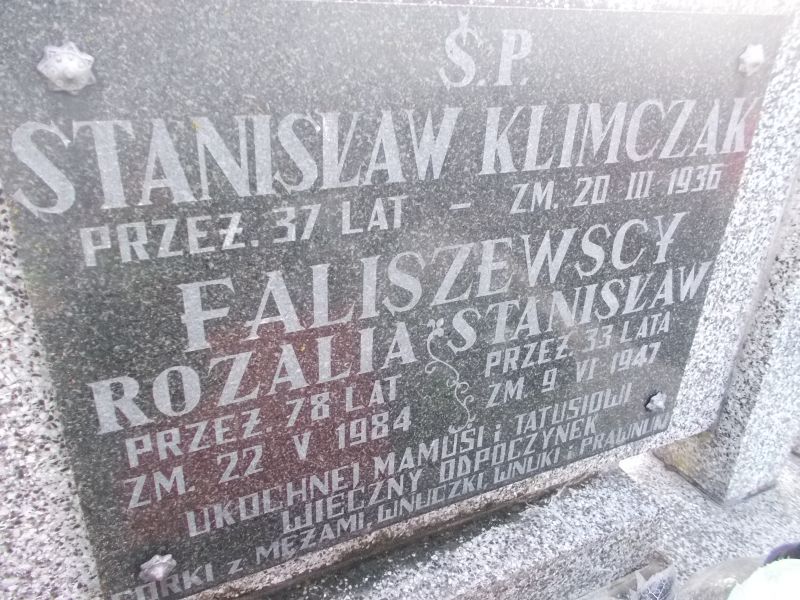 Ś.P.
STANISŁAW KLIMCZAK
PRZEŻ. 37 LAT – ZM. 20 III 1936
FALISZEWSCY
ROZALIA STANISŁAW
PRZEŻ. 78 LAT PRZEŻ. 33 LATA
ZM. 22 V 1984 ZM 9 VI 1947
UKOCHNEJ MAMUSI i TATUSIOWI
WIECZNY ODPOCZYNEK
CÓRKI z MĘŻAMI, WNUCZKI, WNUKI i PRAWNUKI